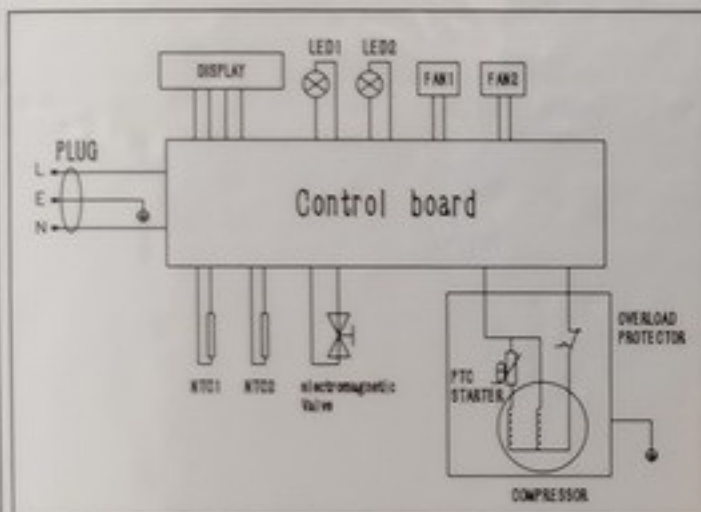 LED1 LED2
DISPLAY
FAN1 FAN2
PLUG
L
E
N
Control board
OVERLOAD
PROTECTOR
PTC
STARTER
NTC1 NTC2 electromagnetic
Valve
COMPRESSOR